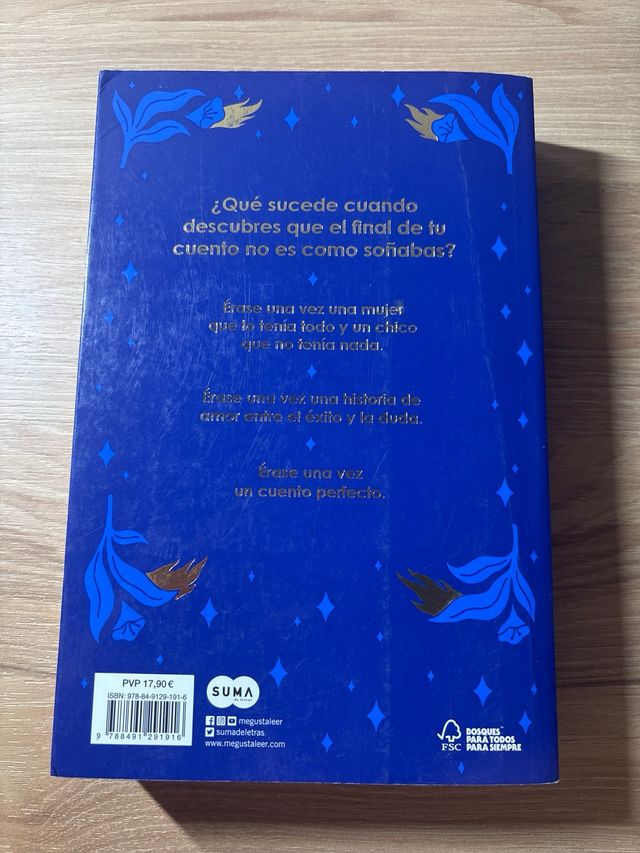 ¿Qué sucede cuando
descubres que el final de tu
cuento no es como soñabas?
Érase una vez una mujer
que lo tenía todo y un chico
que no tenía nada.
Érase una vez una historia de
amor entre el éxito y la duda.
Érase una vez
un cuento perfecto.
PVP 17,90 €
ISBN: 978-84-9129-191-6
9 788491 291916
SUMA
de letras
megustaleer
sumadeletras
www.megustaleer.com
FSC
BOSQUES
PARA TODOS
PARA SIEMPRE